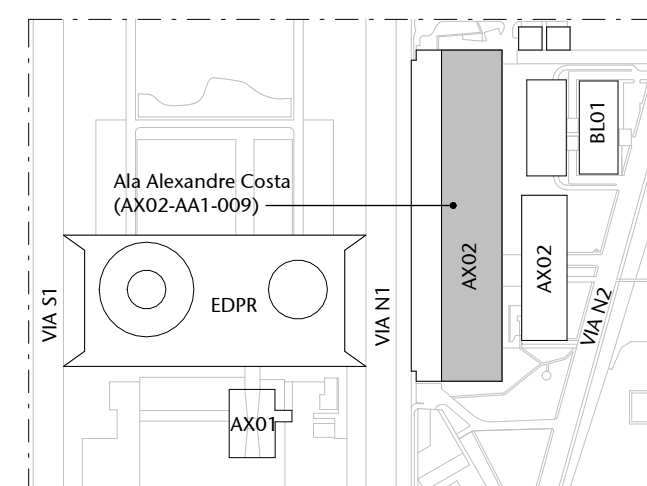 BL01
Ala Alexandre Costa
(AX02-AA1-009)
AX02
AX02
EDPR
VIA S1
VIA N1
VIA N2
AX01